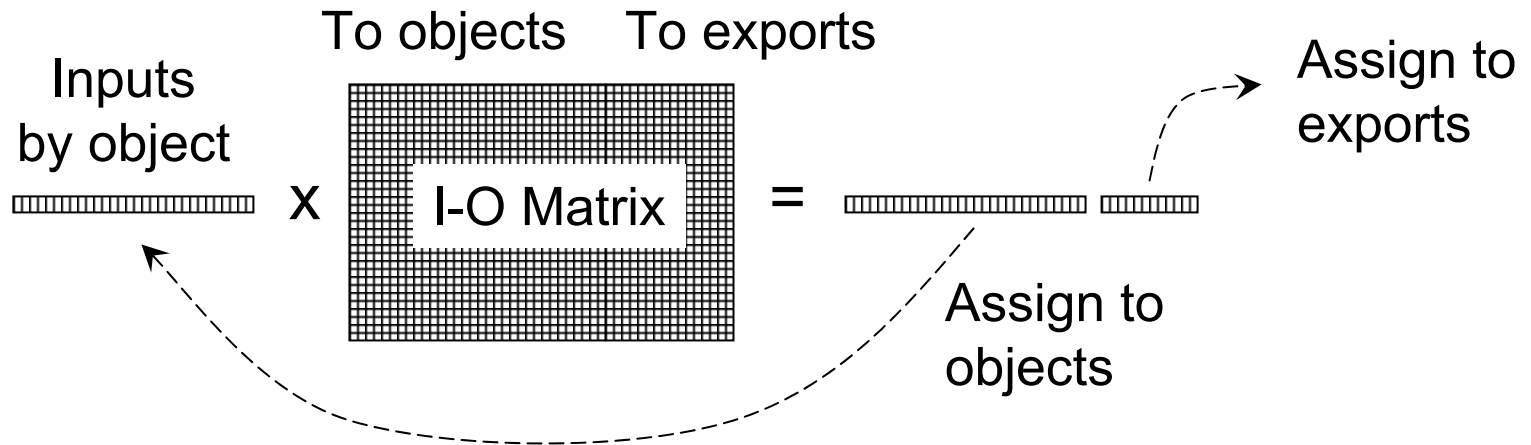 To objects To exports
Inputs
by object
x
I-O Matrix
=
Assign to
exports
Assign to
objects